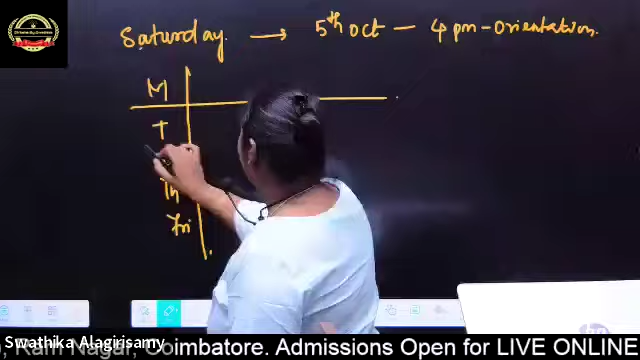 Saturday. → 5th oct - 4 pm - Orientation.
M
T
Th
Fri
Swathika Alagirisamy
Ram Nagar, Coimbatore. Admissions Open for LIVE ONLINE